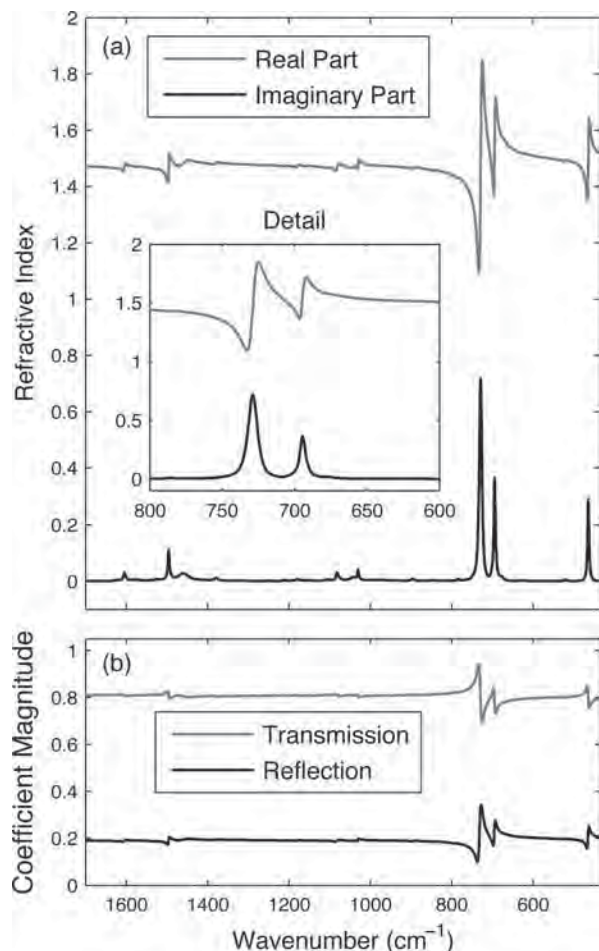 2
(a)
Real Part
Imaginary Part
1.8
1.6
1.4
Detail
1.2
2
1.5
1
0.5
0
800 750 700 650 600
1
0.8
0.6
0.4
0.2
0
Refractive Index
1
(b)
0.8
0.6
Transmission
Reflection
0.4
0.2
0
Coefficient Magnitude
1600 1400 1200 1000 800 600
Wavenumber (cm⁻¹)